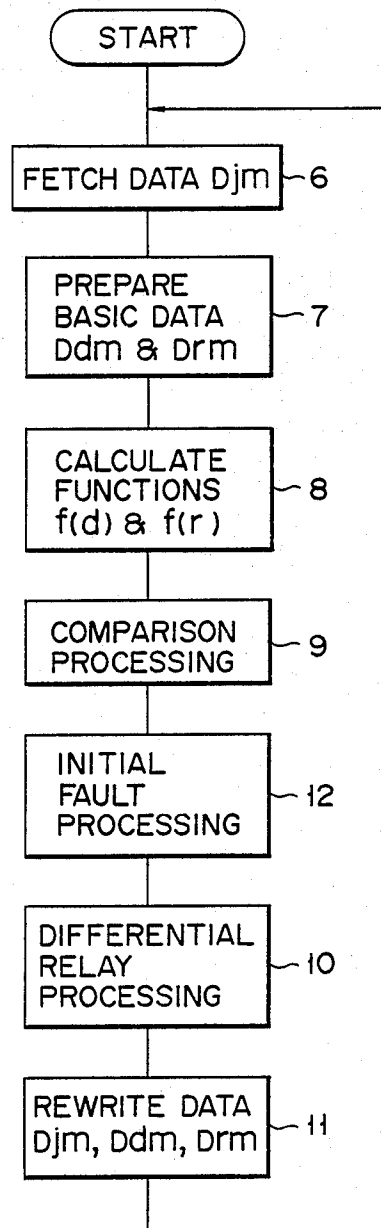 START
FETCH DATA Djm
6
PREPARE
BASIC DATA
Ddm & Drm
7
CALCULATE
FUNCTIONS
f(d) & f(r)
8
COMPARISON
PROCESSING
9
INITIAL
FAULT
PROCESSING
12
DIFFERENTIAL
RELAY
PROCESSING
10
REWRITE DATA
Djm, Ddm, Drm
11